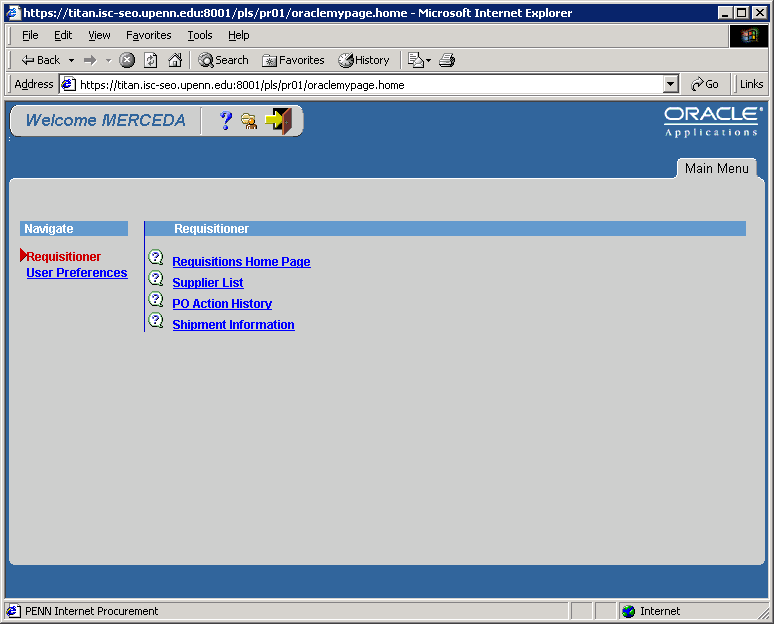 https://titan.isc-seo.upenn.edu:8001/pls/pr01/oraclemypage.home - Microsoft Internet Explorer
File Edit View Favorites Tools Help
Back Search Favorites History
Address https://titan.isc-seo.upenn.edu:8001/pls/pr01/oraclemypage.home Go Links
Welcome MERCEDA
ORACLE
Applications
Main Menu
Navigate
Requisitioner
User Preferences
Requisitioner
Requisitions Home Page
Supplier List
PO Action History
Shipment Information
PENN Internet Procurement Internet